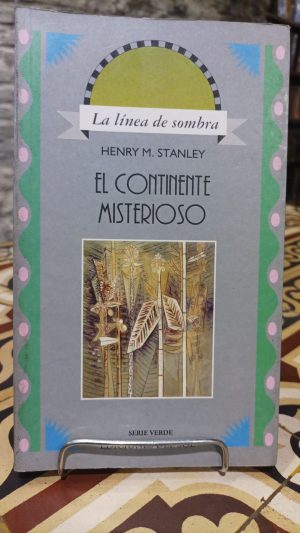 La línea de sombra
HENRY M. STANLEY
EL CONTINENTE
MISTERIOSO
SERIE VERDE